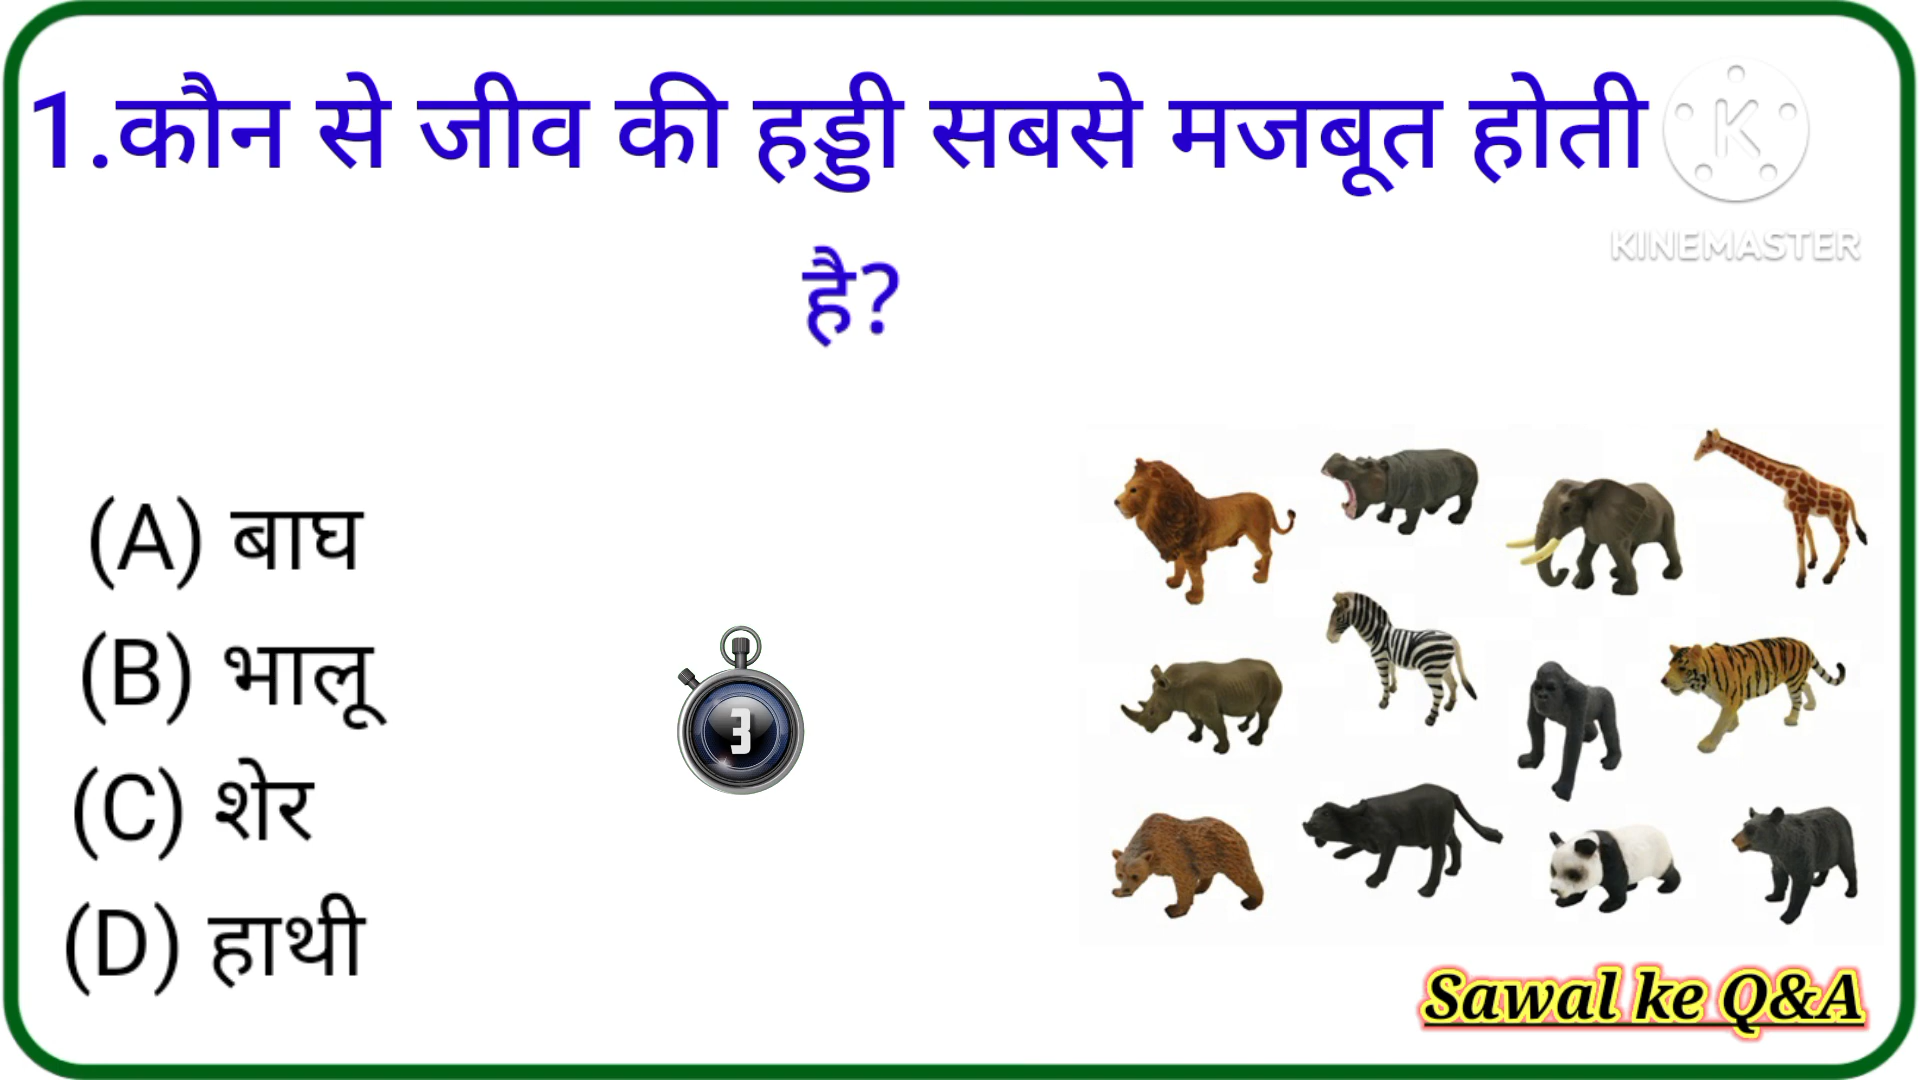 1.कौन से जीव की हड्डी सबसे मजबूत होती
है?
K
KINEMASTER
(A) बाघ
(B) भालू
(C) शेर
(D) हाथी
3
Sawal ke Q&A